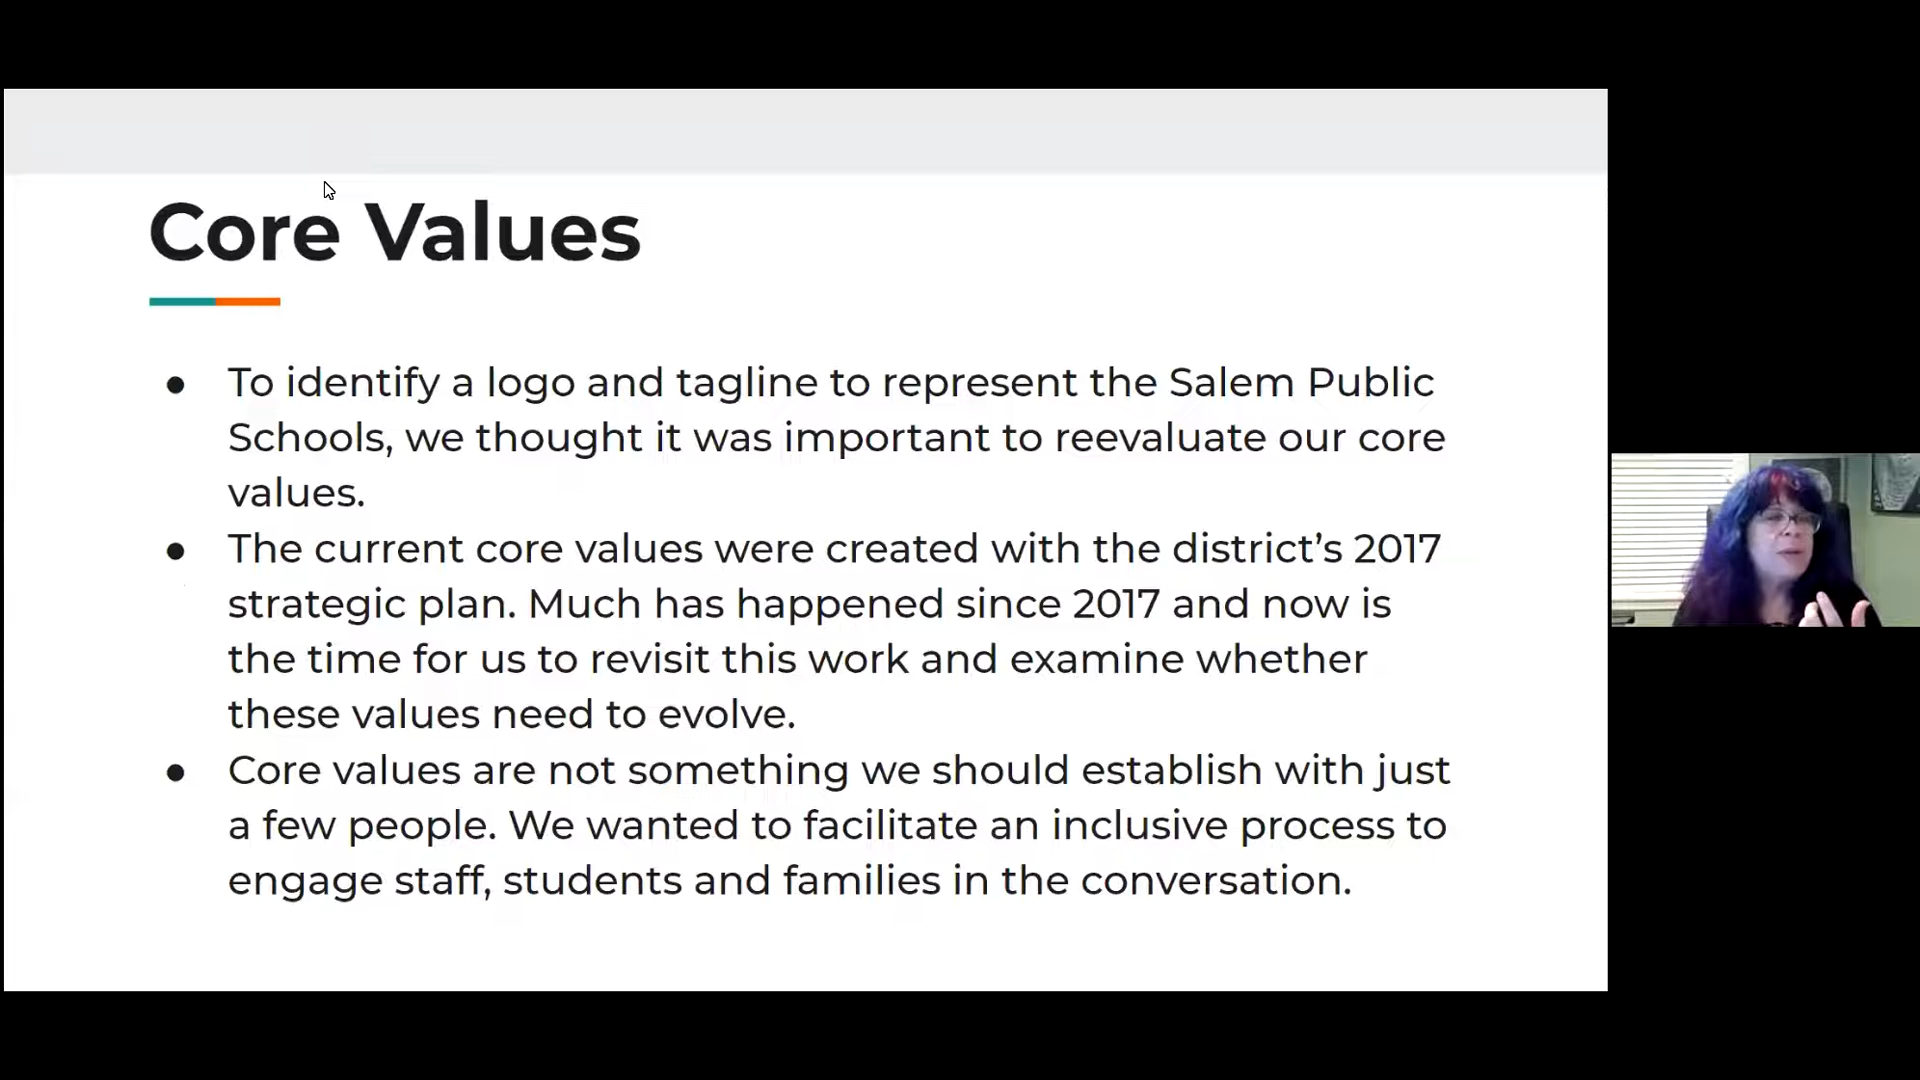 Core Values
● To identify a logo and tagline to represent the Salem Public
Schools, we thought it was important to reevaluate our core
values.
● The current core values were created with the district’s 2017
strategic plan. Much has happened since 2017 and now is
the time for us to revisit this work and examine whether
these values need to evolve.
● Core values are not something we should establish with just
a few people. We wanted to facilitate an inclusive process to
engage staff, students and families in the conversation.